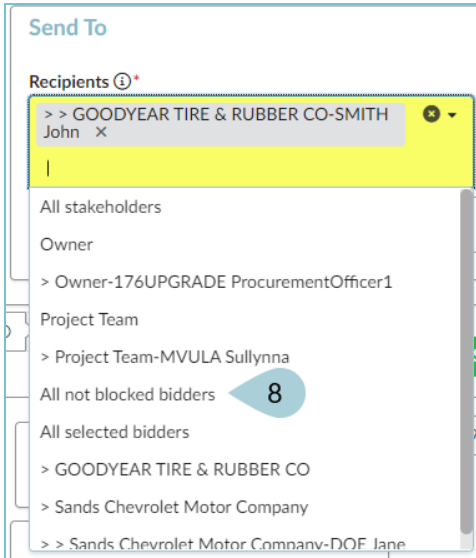 Send To
Recipients ⓘ*
> > GOODYEAR TIRE & RUBBER CO-SMITH
John ×
All stakeholders
Owner
> Owner-176UPGRADE ProcurementOfficer1
Project Team
> Project Team-MVULA Sullynna
All not blocked bidders 8
All selected bidders
> GOODYEAR TIRE & RUBBER CO
> Sands Chevrolet Motor Company
> > Sands Chevrolet Motor Company-DOE Jane